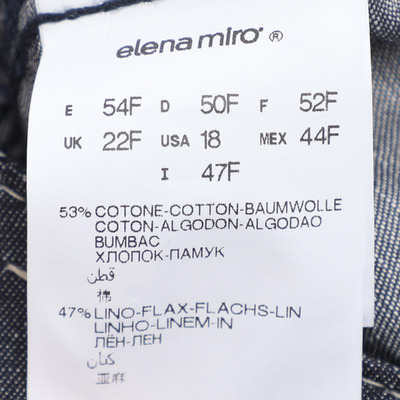 elena miro ®
E 54F D 50F F 52F
UK 22F USA 18 MEX 44F
I 47F
53% COTONE-COTTON-BAUMWOLLE
COTON-ALGODON-ALGODAO
BUMBAC
ХЛОПОК-ПАМУК
قطن
棉
47% LINO-FLAX-FLACHS-LIN
LINHO-LINEM-IN
ЛЁН-ЛЕН
كتان
亚麻